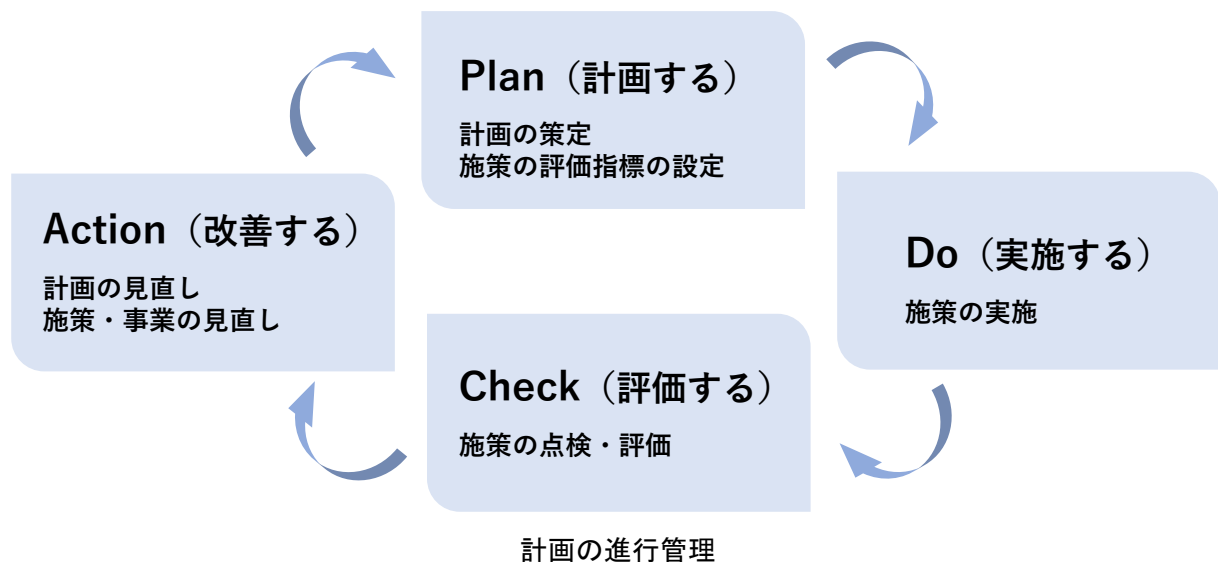 Plan（計画する）
計画の策定
施策の評価指標の設定
Do（実施する）
施策の実施
Check（評価する）
施策の点検・評価
Action（改善する）
計画の見直し
施策・事業の見直し
計画の進行管理